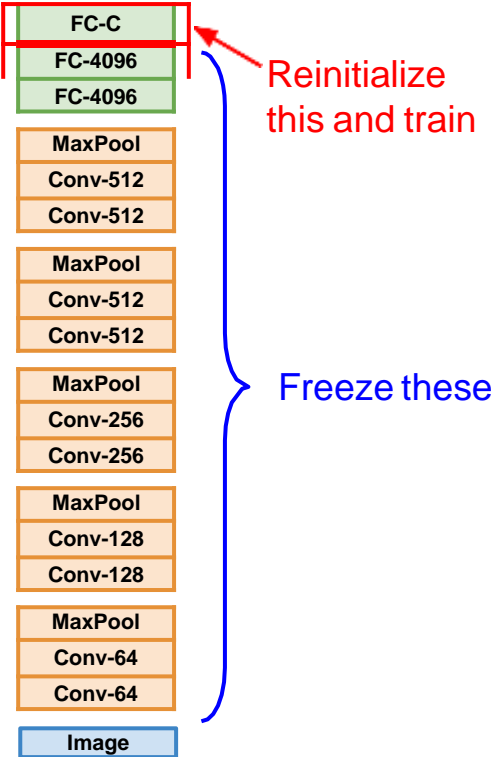 FC-C
FC-4096
FC-4096
MaxPool
Conv-512
Conv-512
MaxPool
Conv-512
Conv-512
MaxPool
Conv-256
Conv-256
MaxPool
Conv-128
Conv-128
MaxPool
Conv-64
Conv-64
Image
Reinitialize
this and train
Freeze these